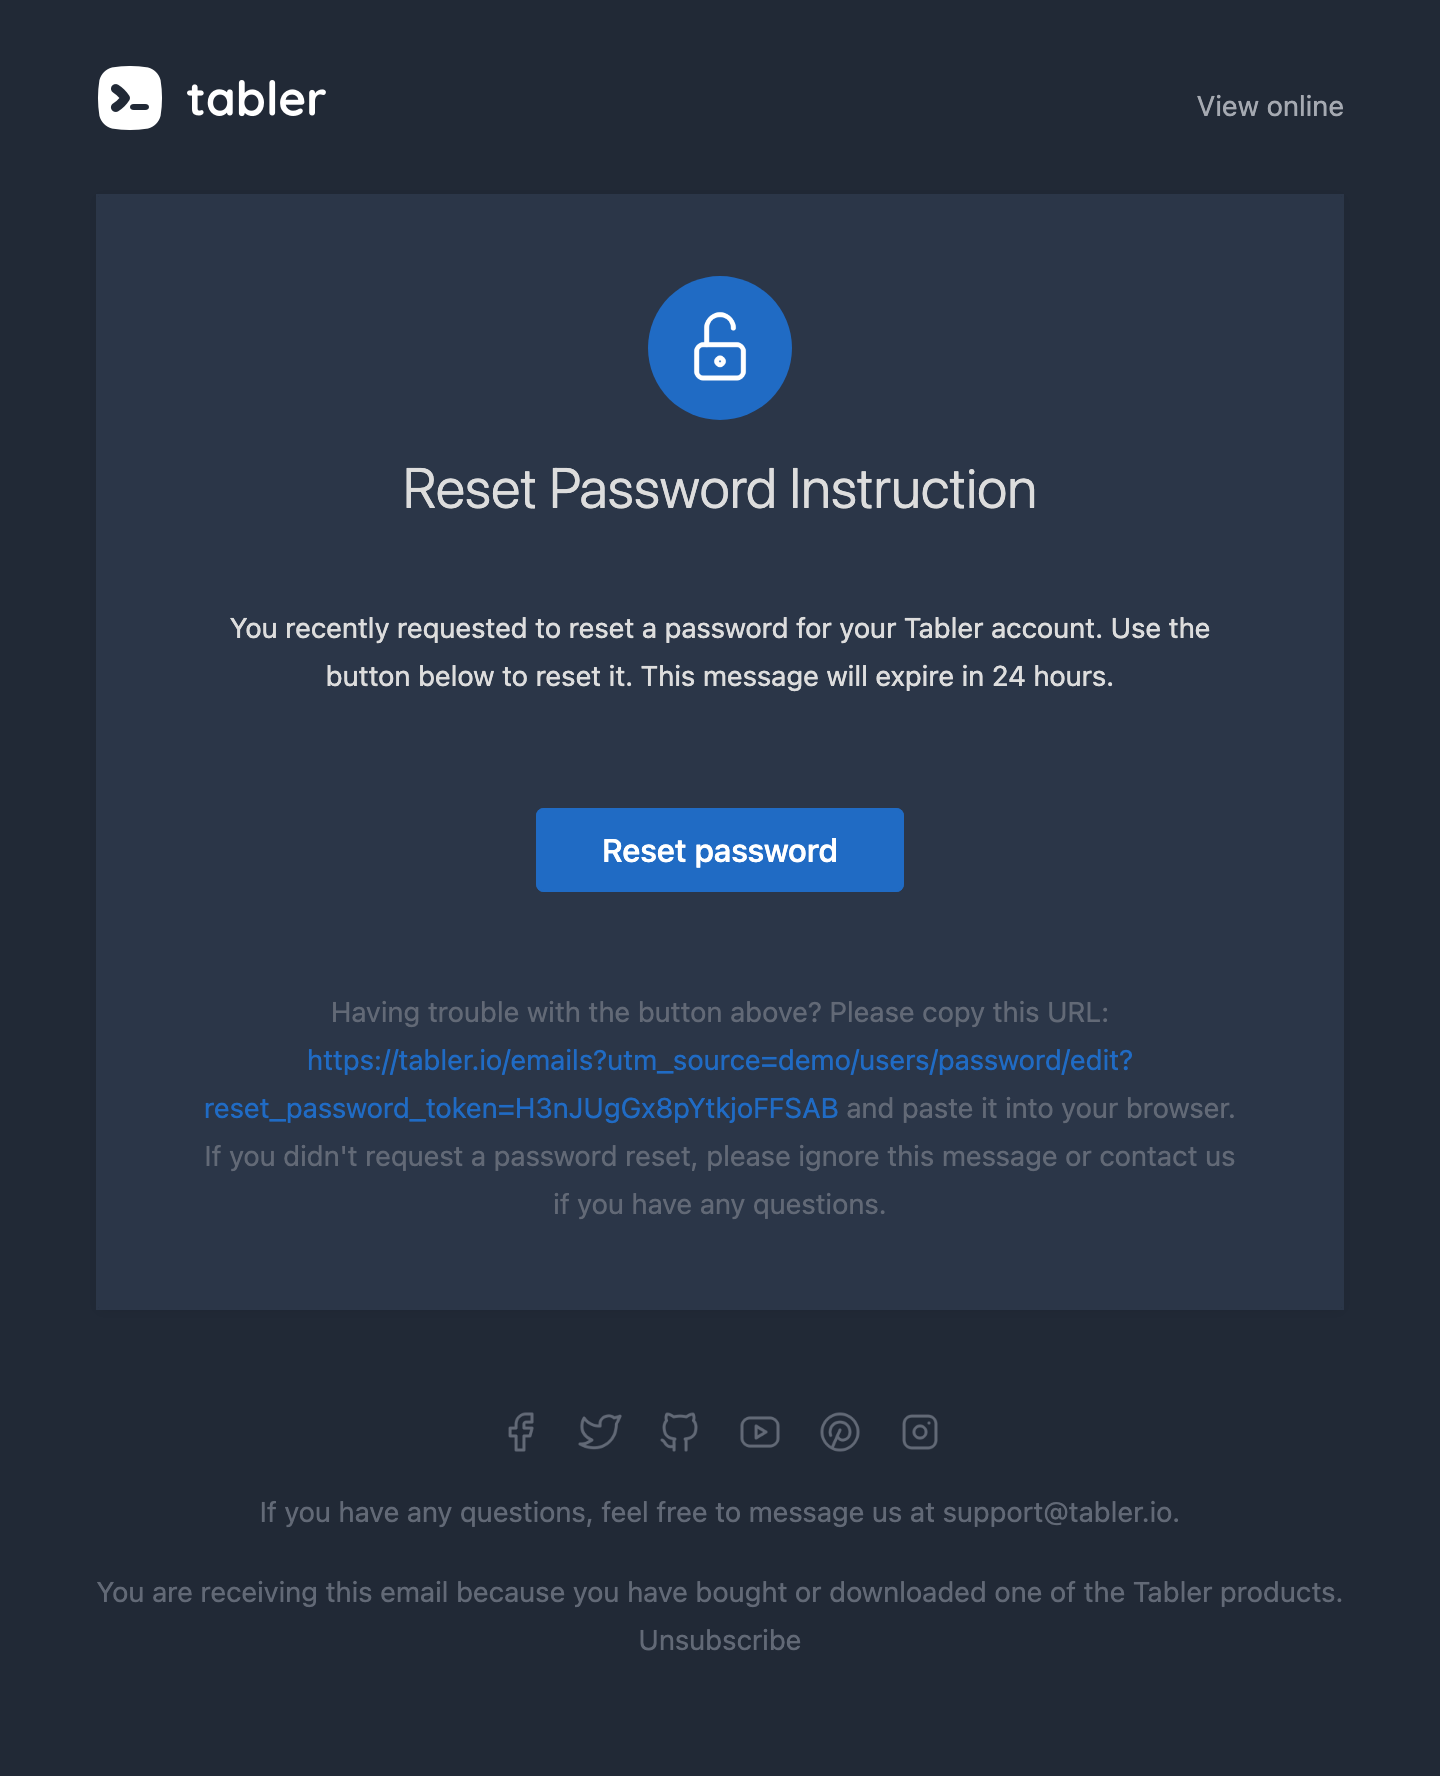 tabler
View online
Reset Password Instruction
You recently requested to reset a password for your Tabler account. Use the
button below to reset it. This message will expire in 24 hours.
Reset password
Having trouble with the button above? Please copy this URL:
https://tabler.io/emails?utm_source=demo/users/password/edit?
reset_password_token=H3nJUgGx8pYtkjoFFSAB and paste it into your browser.
If you didn't request a password reset, please ignore this message or contact us
if you have any questions.
If you have any questions, feel free to message us at support@tabler.io.
You are receiving this email because you have bought or downloaded one of the Tabler products.
Unsubscribe